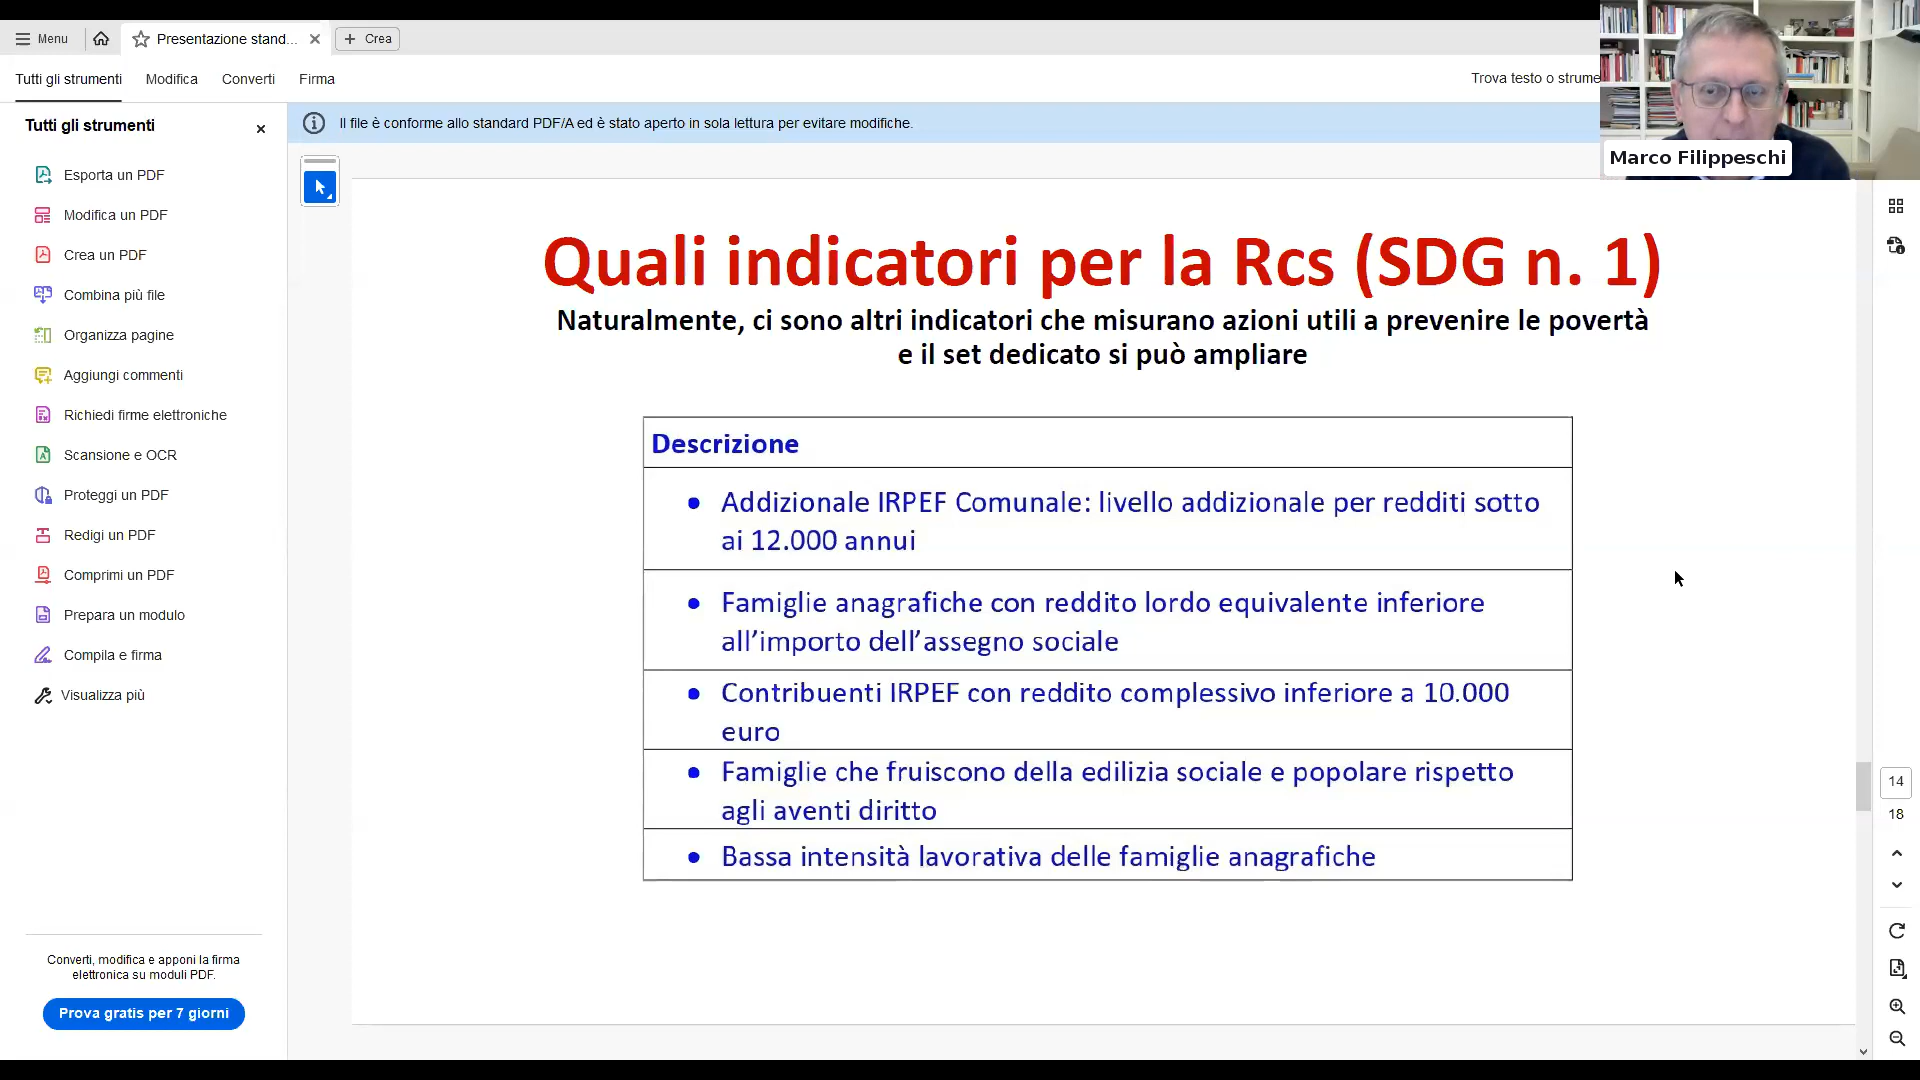 Menu
Presentazione stand...
Crea
Tutti gli strumenti
Modifica
Converti
Firma
Trova testo o strume
Tutti gli strumenti
Il file è conforme allo standard PDF/A ed è stato aperto in sola lettura per evitare modifiche.
Marco Filippeschi
Esporta un PDF
Modifica un PDF
Crea un PDF
Combina più file
Organizza pagine
Aggiungi commenti
Richiedi firme elettroniche
Scansione e OCR
Proteggi un PDF
Redigi un PDF
Comprimi un PDF
Prepara un modulo
Compila e firma
Visualizza più
Converti, modifica e apponi la firma
elettronica su moduli PDF.
Prova gratis per 7 giorni
Quali indicatori per la Rcs (SDG n. 1)
Naturalmente, ci sono altri indicatori che misurano azioni utili a prevenire le povertà
e il set dedicato si può ampliare
Descrizione
• Addizionale IRPEF Comunale: livello addizionale per redditi sotto
ai 12.000 annui
• Famiglie anagrafiche con reddito lordo equivalente inferiore
all’importo dell’assegno sociale
• Contribuenti IRPEF con reddito complessivo inferiore a 10.000
euro
• Famiglie che fruiscono della edilizia sociale e popolare rispetto
agli aventi diritto
• Bassa intensità lavorativa delle famiglie anagrafiche
14
18